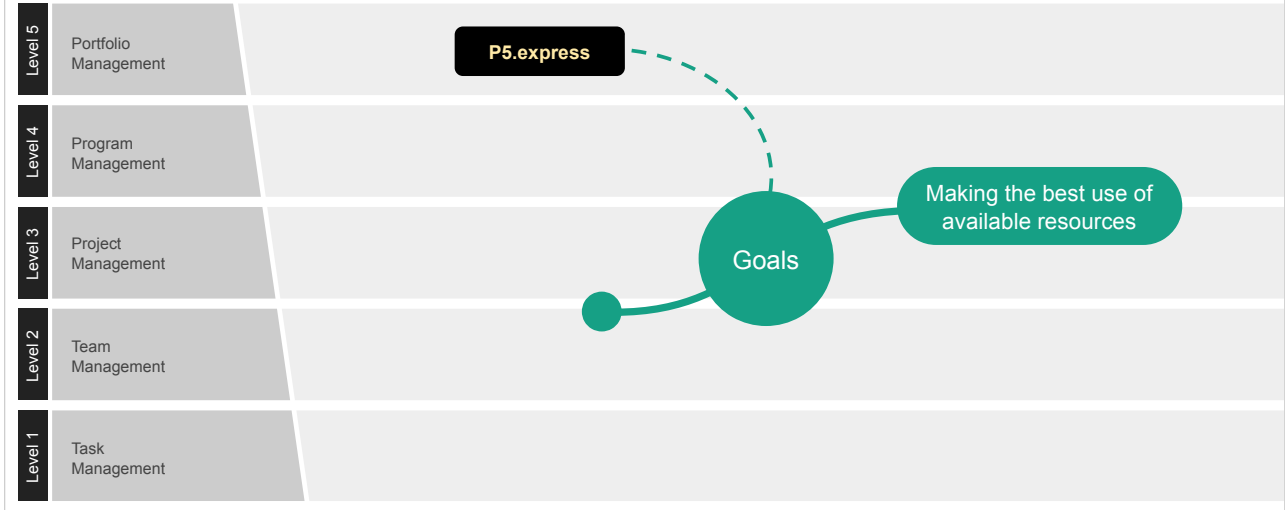 Level 5
Portfolio
Management
P5.express
Level 4
Program
Management
Making the best use of
available resources
Level 3
Project
Management
Goals
Level 2
Team
Management
Level 1
Task
Management